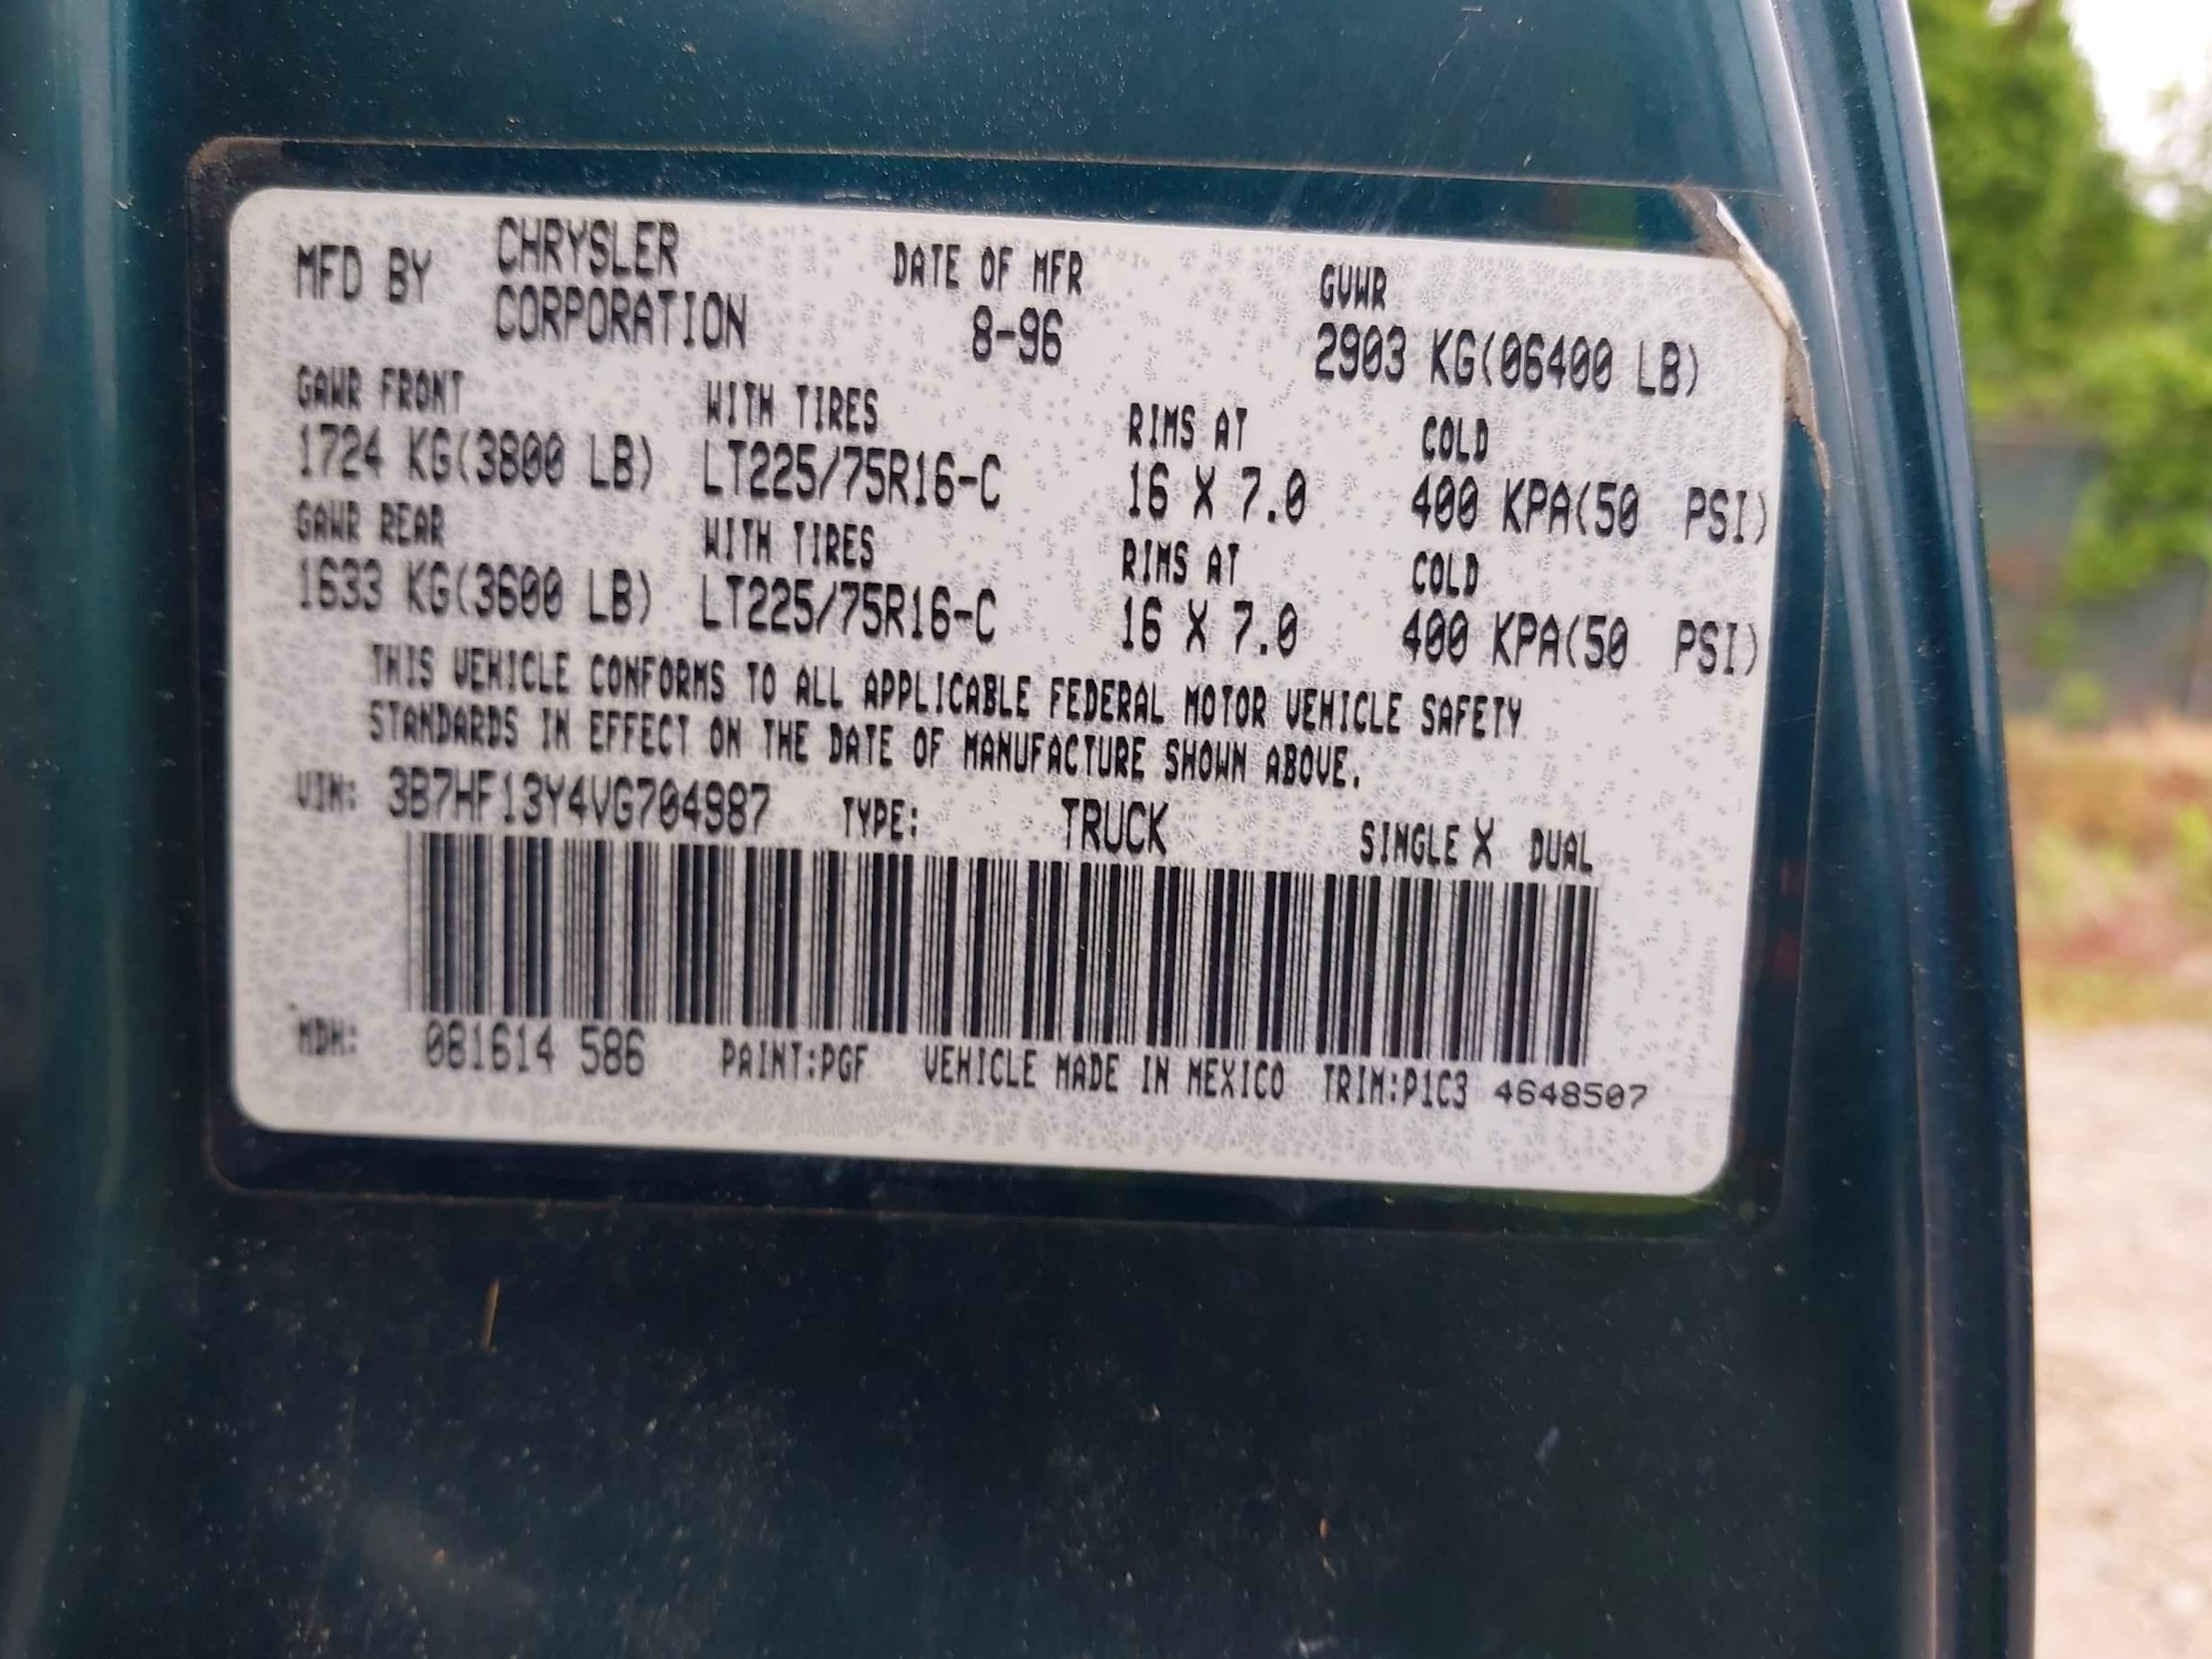 MFD BY CHRYSLER CORPORATION DATE OF MFR 8-96 GVWR 2903 KG(06400 LB)
GAWR FRONT WITH TIRES RIMS AT COLD
1724 KG(3800 LB) LT225/75R16-C 16 X 7.0 400 KPA(50 PSI)
GAWR REAR WITH TIRES RIMS AT COLD
1633 KG(3600 LB) LT225/75R16-C 16 X 7.0 400 KPA(50 PSI)
THIS VEHICLE CONFORMS TO ALL APPLICABLE FEDERAL MOTOR VEHICLE SAFETY
STANDARDS IN EFFECT ON THE DATE OF MANUFACTURE SHOWN ABOVE.
VIN: 3B7HF13Y4VG704987 TYPE: TRUCK SINGLE X DUAL
MDH: 081614 586 PAINT:PGF VEHICLE MADE IN MEXICO TRIM:P1C3 4648507